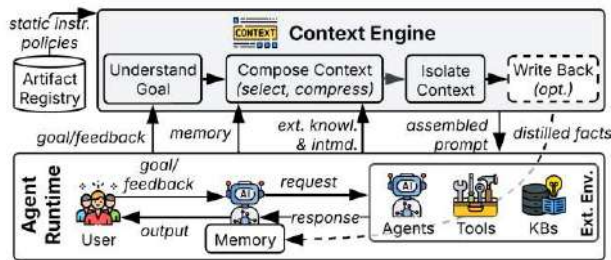 static instr.
policies
Artifact
Registry
CONTEXT
Context Engine
Understand
Goal
Compose Context
(select, compress)
Isolate
Context
Write Back
(opt.)
goal/feedback
memory
ext. knowl.
& intmd.
assembled
prompt
distilled facts
Agent
Runtime
goal/
feedback
User
output
AI
Memory
request
response
AI
Agents
Tools
KBs
Ext. Env.